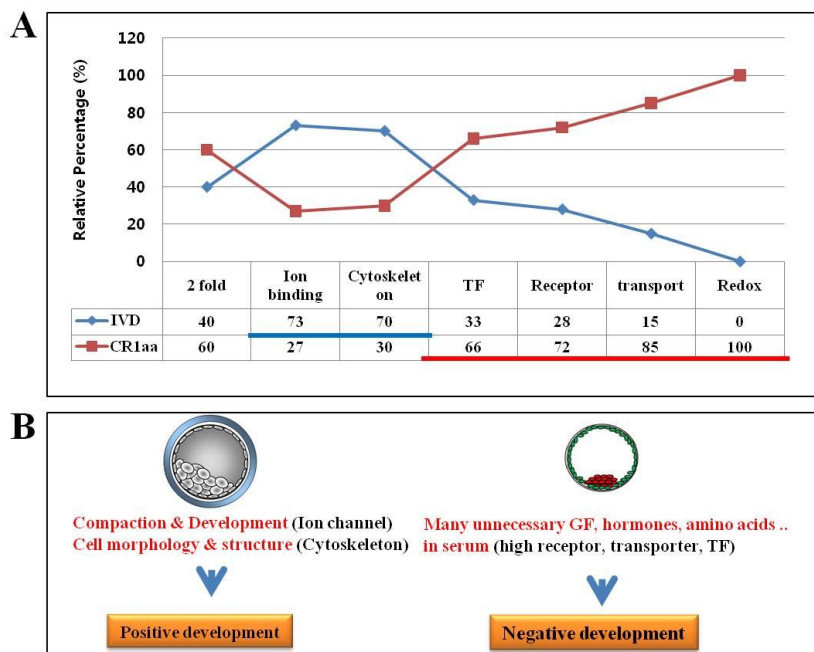 A
120
100
80
60
40
20
0
Relative Percentage (%)
2 fold Ion binding Cytoskelet on TF Receptor transport Redox
IVD 40 73 70 33 28 15 0
CR1aa 60 27 30 66 72 85 100
B
Compaction & Development (Ion channel)
Cell morphology & structure (Cytoskeleton)
Positive development
Many unnecessary GF, hormones, amino acids ..
in serum (high receptor, transporter, TF)
Negative development